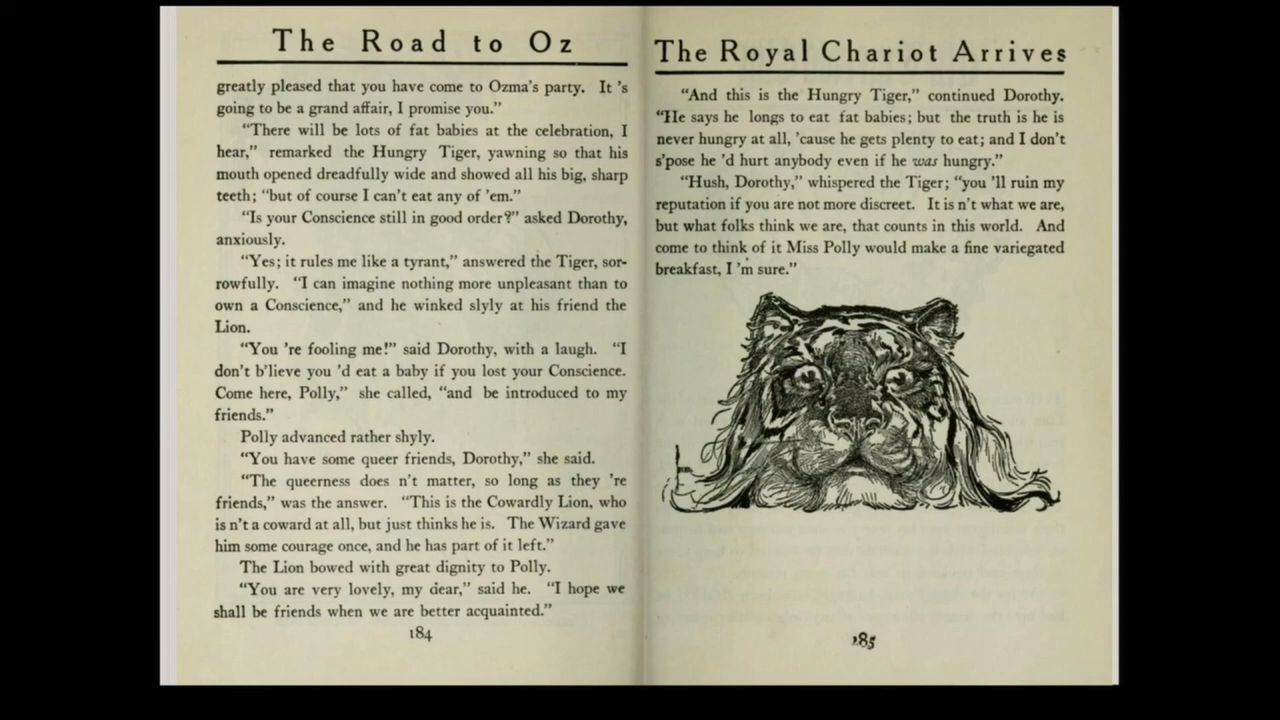 The Road to Oz
greatly pleased that you have come to Ozma's party. It 's
going to be a grand affair, I promise you."
"There will be lots of fat babies at the celebration, I
hear," remarked the Hungry Tiger, yawning so that his
mouth opened dreadfully wide and showed all his big, sharp
teeth; "but of course I can't eat any of 'em."
"Is your Conscience still in good order?" asked Dorothy,
anxiously.
"Yes; it rules me like a tyrant," answered the Tiger, sor-
rowfully. "I can imagine nothing more unpleasant than to
own a Conscience," and he winked slyly at his friend the
Lion.
"You 're fooling me!" said Dorothy, with a laugh. "I
don't b'lieve you 'd eat a baby if you lost your Conscience.
Come here, Polly," she called, "and be introduced to my
friends."
Polly advanced rather shyly.
"You have some queer friends, Dorothy," she said.
"The queerness does n't matter, so long as they 're
friends," was the answer. "This is the Cowardly Lion, who
is n't a coward at all, but just thinks he is. The Wizard gave
him some courage once, and he has part of it left."
The Lion bowed with great dignity to Polly.
"You are very lovely, my dear," said he. "I hope we
shall be friends when we are better acquainted."
184
The Royal Chariot Arrives
"And this is the Hungry Tiger," continued Dorothy.
"He says he longs to eat fat babies; but the truth is he is
never hungry at all, 'cause he gets plenty to eat; and I don't
s'pose he 'd hurt anybody even if he was hungry."
"Hush, Dorothy," whispered the Tiger; "you 'll ruin my
reputation if you are not more discreet. It is n't what we are,
but what folks think we are, that counts in this world. And
come to think of it Miss Polly would make a fine variegated
breakfast, I 'm sure."
185